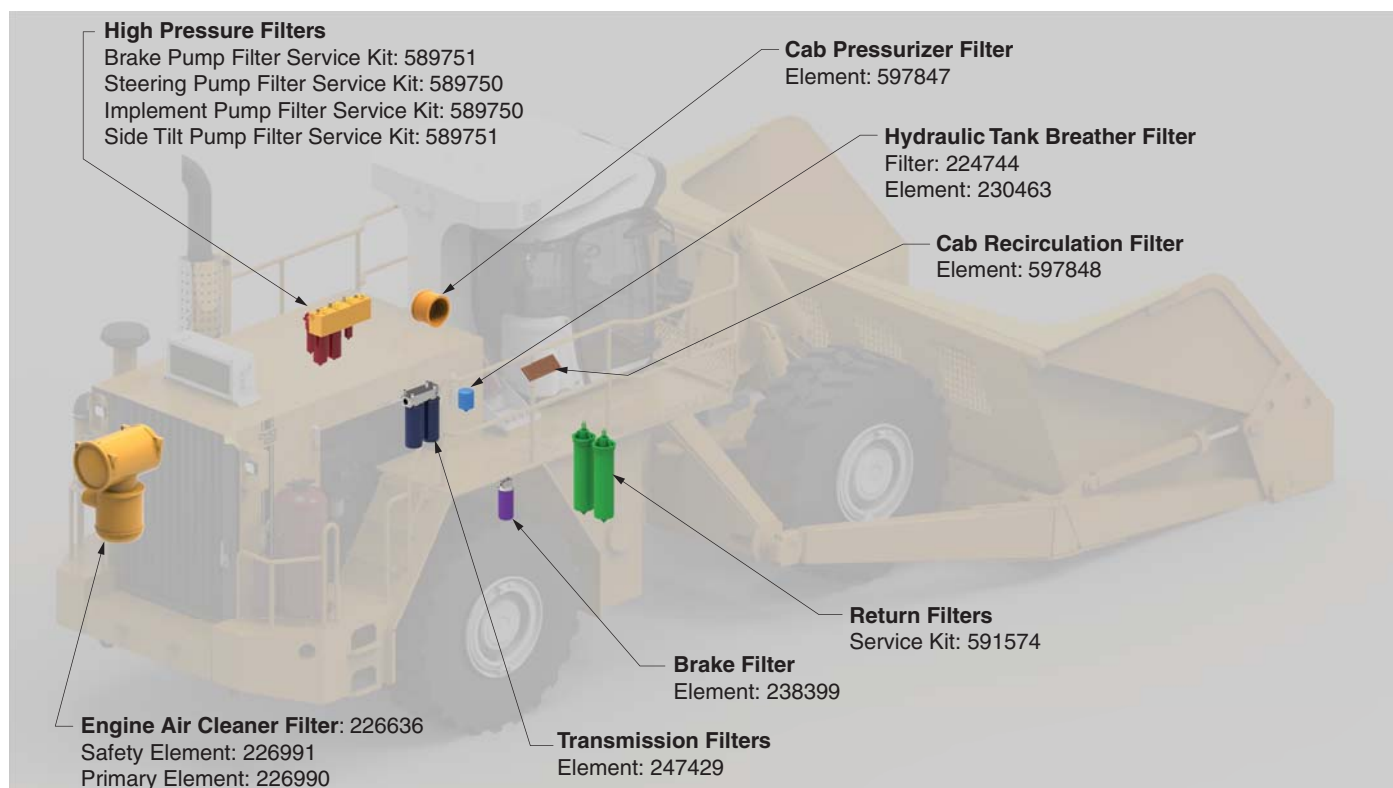 High Pressure Filters
Brake Pump Filter Service Kit: 589751
Steering Pump Filter Service Kit: 589750
Implement Pump Filter Service Kit: 589750
Side Tilt Pump Filter Service Kit: 589751
Cab Pressurizer Filter
Element: 597847
Hydraulic Tank Breather Filter
Filter: 224744
Element: 230463
Cab Recirculation Filter
Element: 597848
Return Filters
Service Kit: 591574
Brake Filter
Element: 238399
Transmission Filters
Element: 247429
Engine Air Cleaner Filter: 226636
Safety Element: 226991
Primary Element: 226990